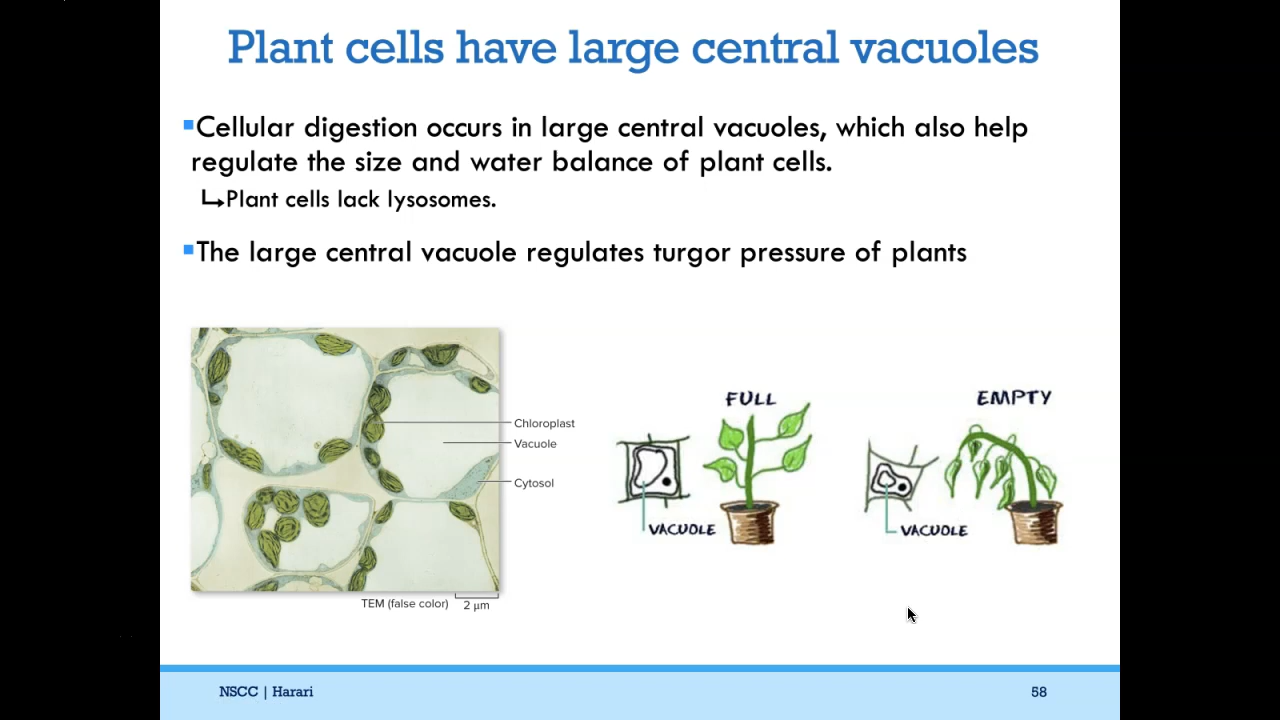 Plant cells have large central vacuoles
Cellular digestion occurs in large central vacuoles, which also help
regulate the size and water balance of plant cells.
Plant cells lack lysosomes.
The large central vacuole regulates turgor pressure of plants
Chloroplast
Vacuole
Cytosol
TEM (false color)
2 µm
FULL
VACUOLE
EMPTY
VACUOLE
NSCC | Harari
58